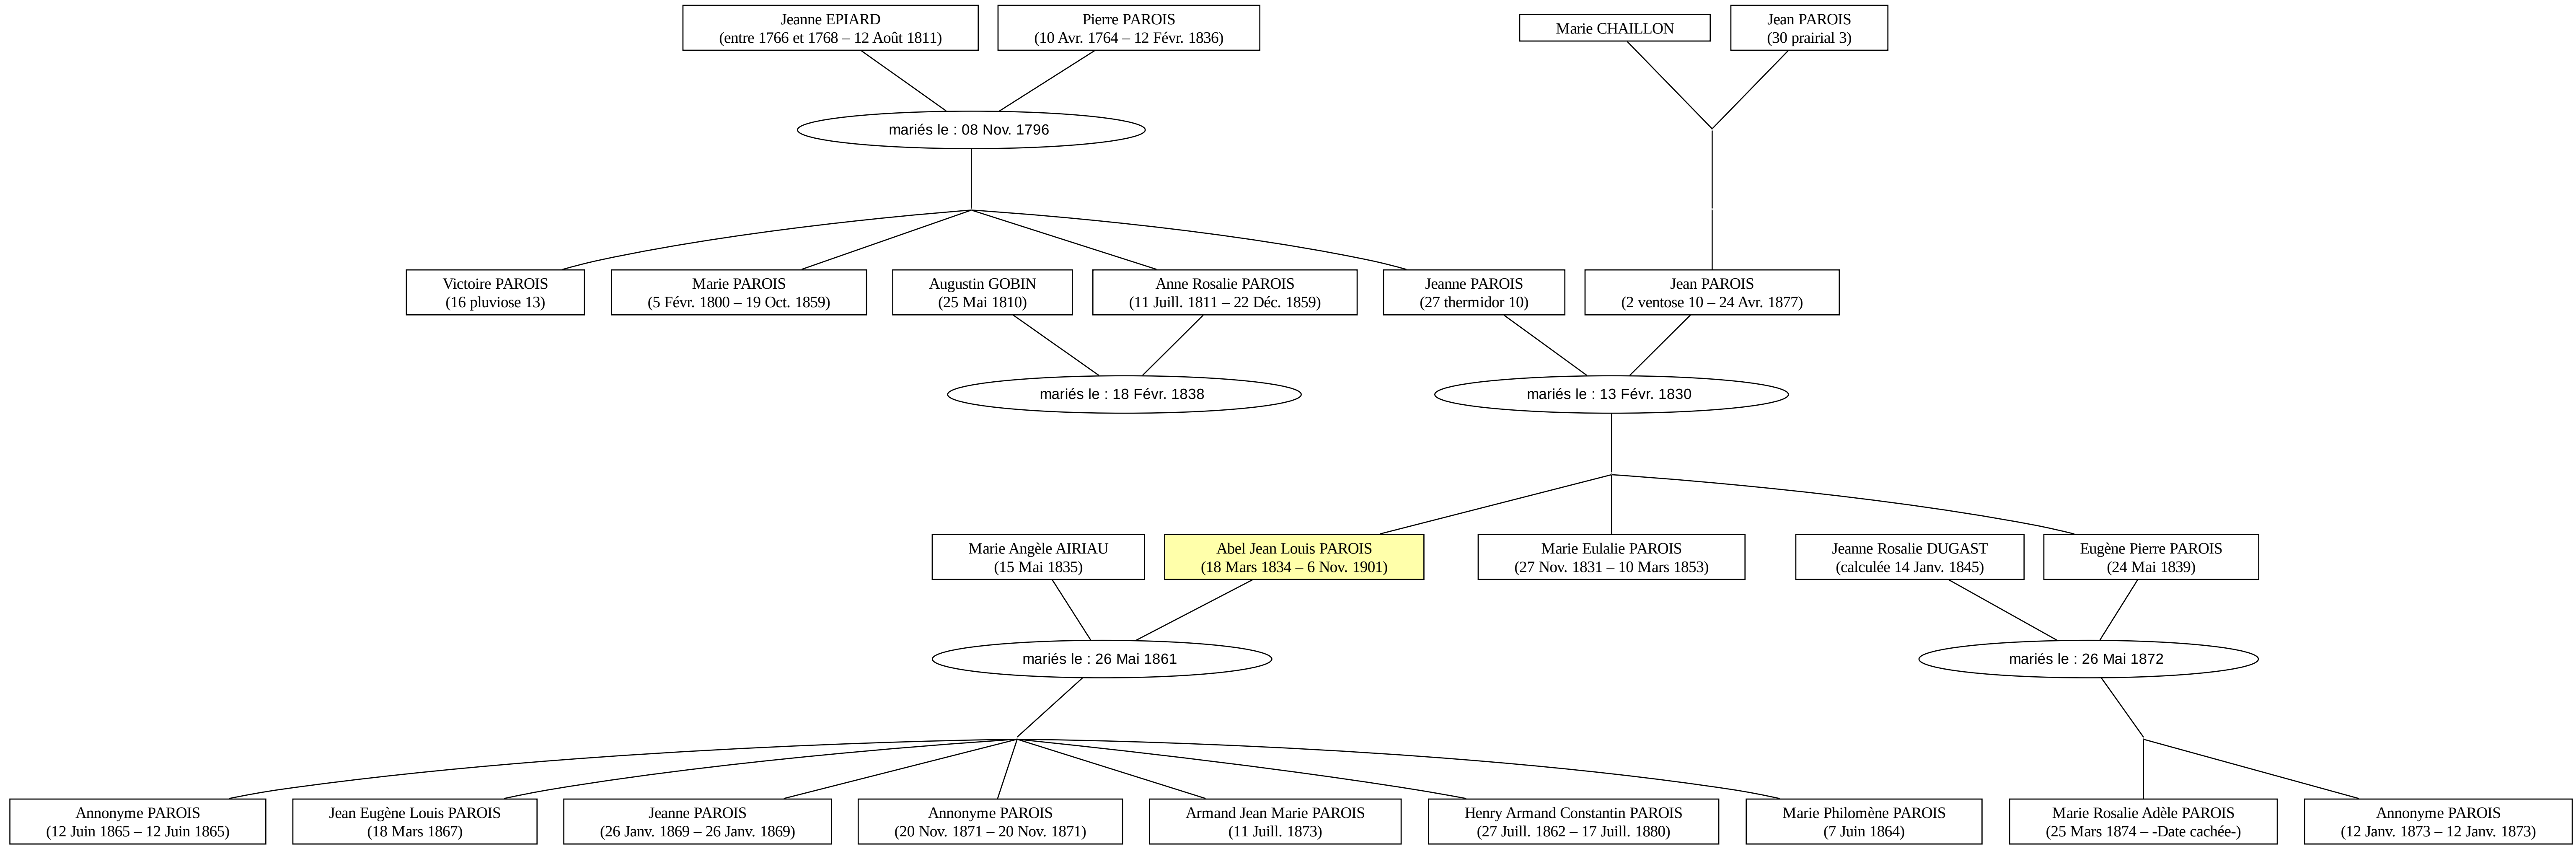 Jeanne EPIARD
(entre 1766 et 1768 – 12 Août 1811)
Pierre PAROIS
(10 Avr. 1764 – 12 Févr. 1836)
Marie CHAILLON
Jean PAROIS
(30 prairial 3)
mariés le : 08 Nov. 1796
Victoire PAROIS
(16 pluviose 13)
Marie PAROIS
(5 Févr. 1800 – 19 Oct. 1859)
Augustin GOBIN
(25 Mai 1810)
Anne Rosalie PAROIS
(11 Juill. 1811 – 22 Déc. 1859)
Jeanne PAROIS
(27 thermidor 10)
Jean PAROIS
(2 ventose 10 – 24 Avr. 1877)
mariés le : 18 Févr. 1838
mariés le : 13 Févr. 1830
Marie Angèle AIRIAU
(15 Mai 1835)
Abel Jean Louis PAROIS
(18 Mars 1834 – 6 Nov. 1901)
Marie Eulalie PAROIS
(27 Nov. 1831 – 10 Mars 1853)
Jeanne Rosalie DUGAST
(calculée 14 Janv. 1845)
Eugène Pierre PAROIS
(24 Mai 1839)
mariés le : 26 Mai 1861
mariés le : 26 Mai 1872
Annonyme PAROIS
(12 Juin 1865 – 12 Juin 1865)
Jean Eugène Louis PAROIS
(18 Mars 1867)
Jeanne PAROIS
(26 Janv. 1869 – 26 Janv. 1869)
Annonyme PAROIS
(20 Nov. 1871 – 20 Nov. 1871)
Armand Jean Marie PAROIS
(11 Juill. 1873)
Henry Armand Constantin PAROIS
(27 Juill. 1862 – 17 Juill. 1880)
Marie Philomène PAROIS
(7 Juin 1864)
Marie Rosalie Adèle PAROIS
(25 Mars 1874 – -Date cachée-)
Annonyme PAROIS
(12 Janv. 1873 – 12 Janv. 1873)